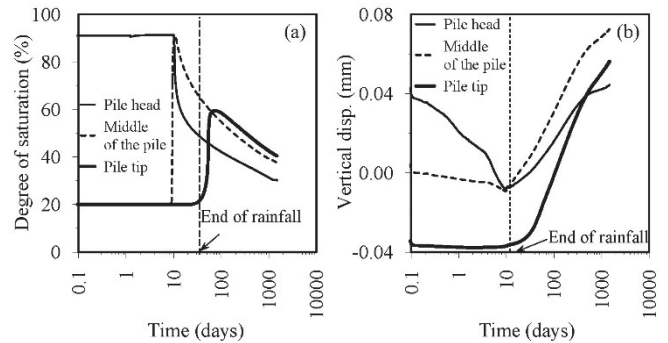 100
80
60
40
20
0
Degree of saturation (%)
(a)
Pile head
Middle
of the pile
Pile tip
End of rainfall
0.1
1
10
100
1000
10000
Time (days)
0.08
0.04
0.00
-0.04
Vertical disp. (mm)
(b)
Pile head
Middle
of the pile
Pile tip
End of rainfall
0.1
1
10
100
1000
10000
Time (days)